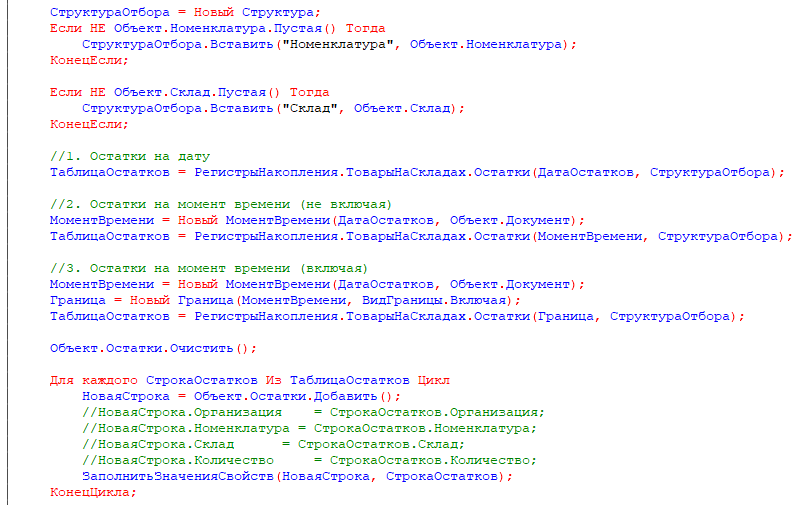 СтруктураОтбора = Новый Структура;
Если НЕ Объект.Номенклатура.Пустая() Тогда
СтруктураОтбора.Вставить("Номенклатура", Объект.Номенклатура);
КонецЕсли;
Если НЕ Объект.Склад.Пустая() Тогда
СтруктураОтбора.Вставить("Склад", Объект.Склад);
КонецЕсли;
//1. Остатки на дату
ТаблицаОстатков = РегистрыНакопления.ТоварыНаСкладах.Остатки(ДатаОстатков, СтруктураОтбора);
//2. Остатки на момент времени (не включая)
МоментВремени = Новый МоментВремени(ДатаОстатков, Объект.Документ);
ТаблицаОстатков = РегистрыНакопления.ТоварыНаСкладах.Остатки(МоментВремени, СтруктураОтбора);
//3. Остатки на момент времени (включая)
МоментВремени = Новый МоментВремени(ДатаОстатков, Объект.Документ);
Граница = Новый Граница(МоментВремени, ВидГраницы.Включая);
ТаблицаОстатков = РегистрыНакопления.ТоварыНаСкладах.Остатки(Граница, СтруктураОтбора);
Объект.Остатки.Очистить();
Для каждого СтрокаОстатков Из ТаблицаОстатков Цикл
НоваяСтрока = Объект.Остатки.Добавить();
//НоваяСтрока.Организация    = СтрокаОстатков.Организация;
//НоваяСтрока.Номенклатура = СтрокаОстатков.Номенклатура;
//НоваяСтрока.Склад      = СтрокаОстатков.Склад;
//НоваяСтрока.Количество     = СтрокаОстатков.Количество;
ЗаполнитьЗначенияСвойств(НоваяСтрока, СтрокаОстатков);
КонецЦикла;